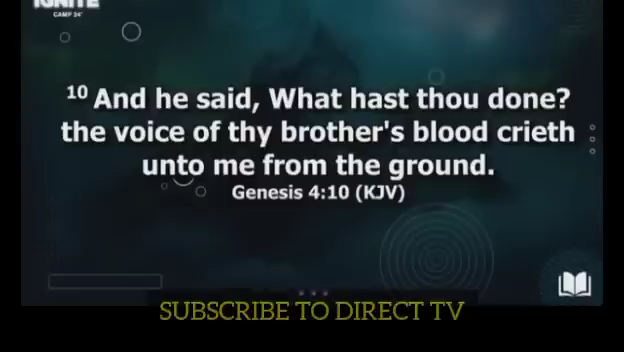 IGNITE
CAMP 24'
10 And he said, What hast thou done?
the voice of thy brother's blood crieth
unto me from the ground.
Genesis 4:10 (KJV)
SUBSCRIBE TO DIRECT TV